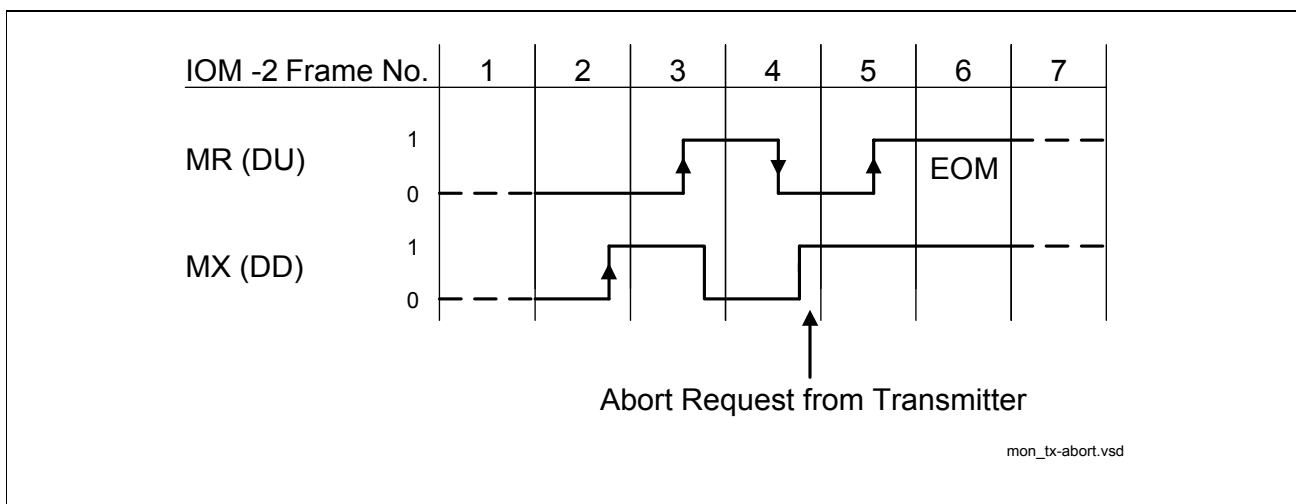 IOM -2 Frame No. 1 2 3 4 5 6 7
1
MR (DU)
0
EOM
1
MX (DD)
0
Abort Request from Transmitter
mon_tx-abort.vsd